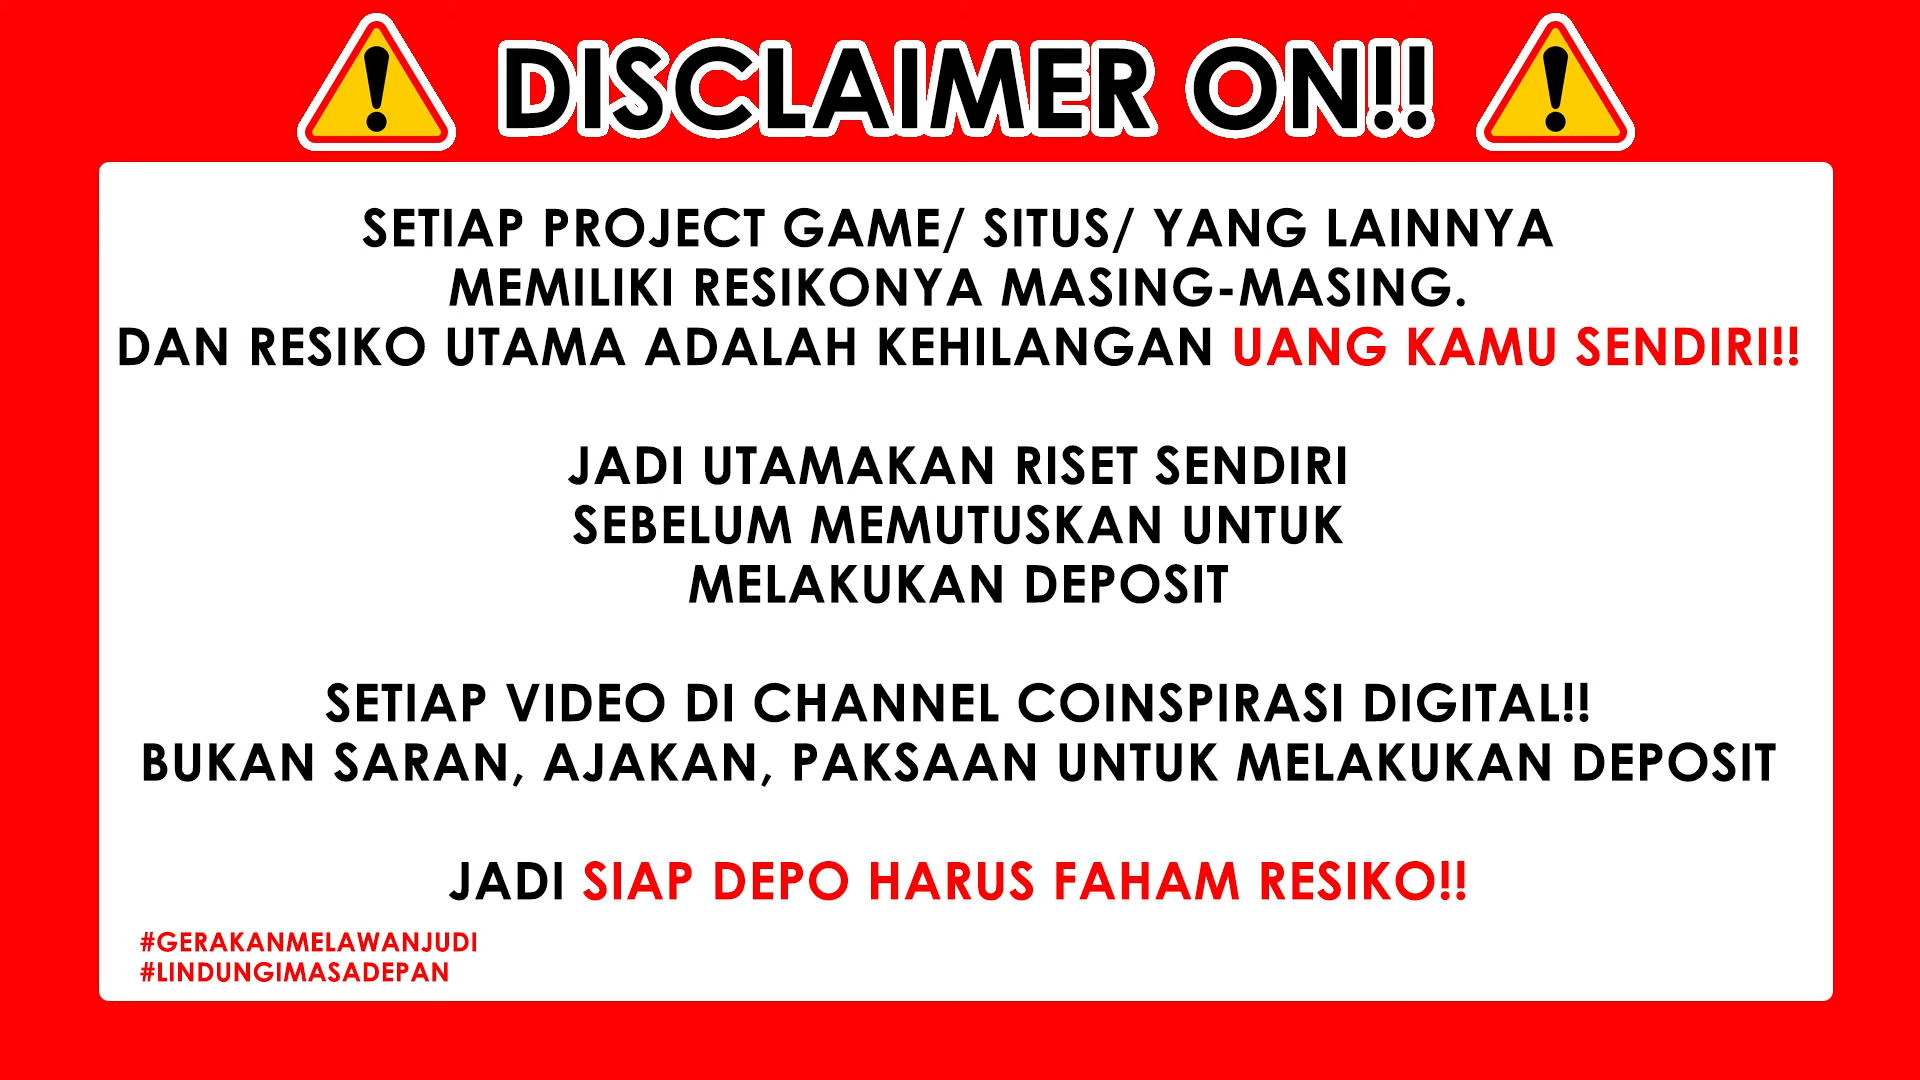 DISCLAIMER ON!!
SETIAP PROJECT GAME/ SITUS/ YANG LAINNYA
MEMILIKI RESIKONYA MASING-MASING.
DAN RESIKO UTAMA ADALAH KEHILANGAN UANG KAMU SENDIRI!!
JADI UTAMAKAN RISET SENDIRI
SEBELUM MEMUTUSKAN UNTUK
MELAKUKAN DEPOSIT
SETIAP VIDEO DI CHANNEL COINSPIRASI DIGITAL!!
BUKAN SARAN, AJAKAN, PAKSAAN UNTUK MELAKUKAN DEPOSIT
JADI SIAP DEPO HARUS FAHAM RESIKO!!
#GERAKANMELAWANJUDI
#LINDUNGIMASADEPAN